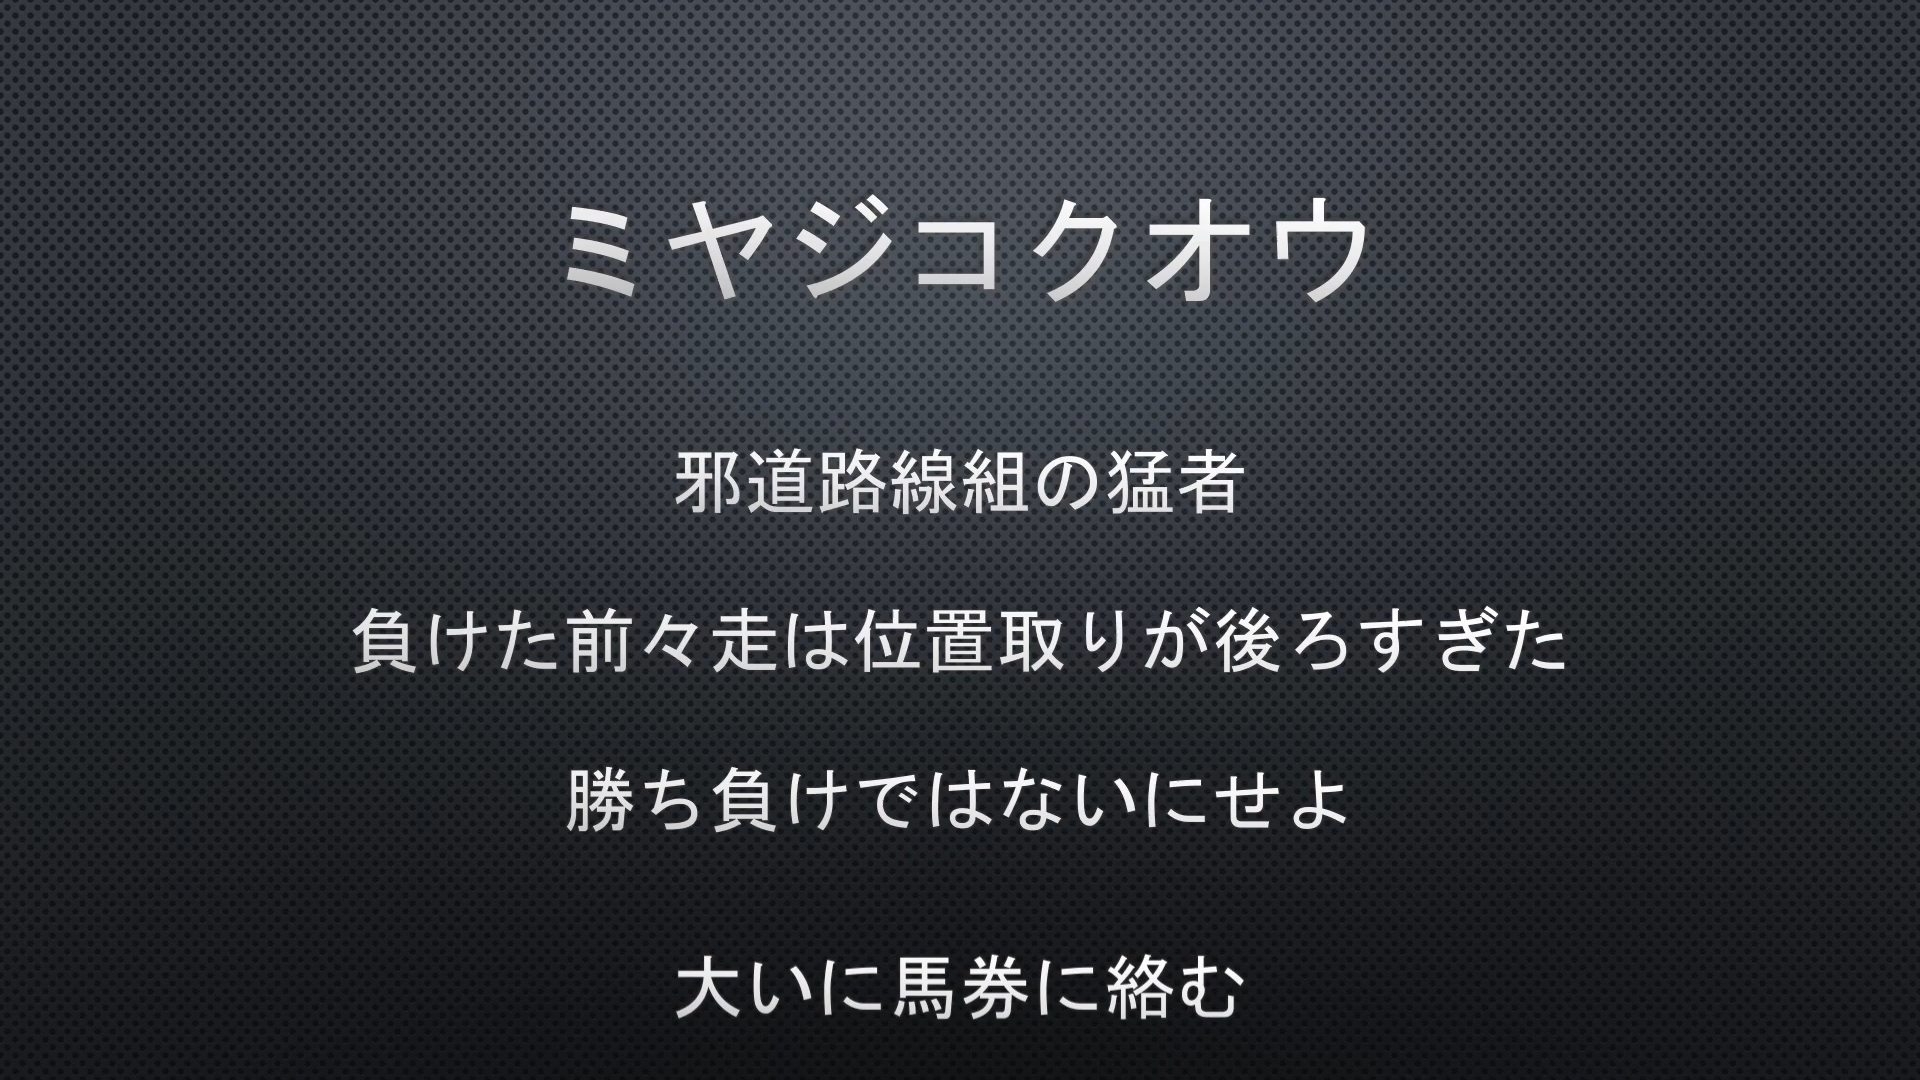 ミヤジコクオウ
邪道路線組の猛者
負けた前々走は位置取りが後ろすぎた
勝ち負けではないにせよ
大いに馬券に絡む